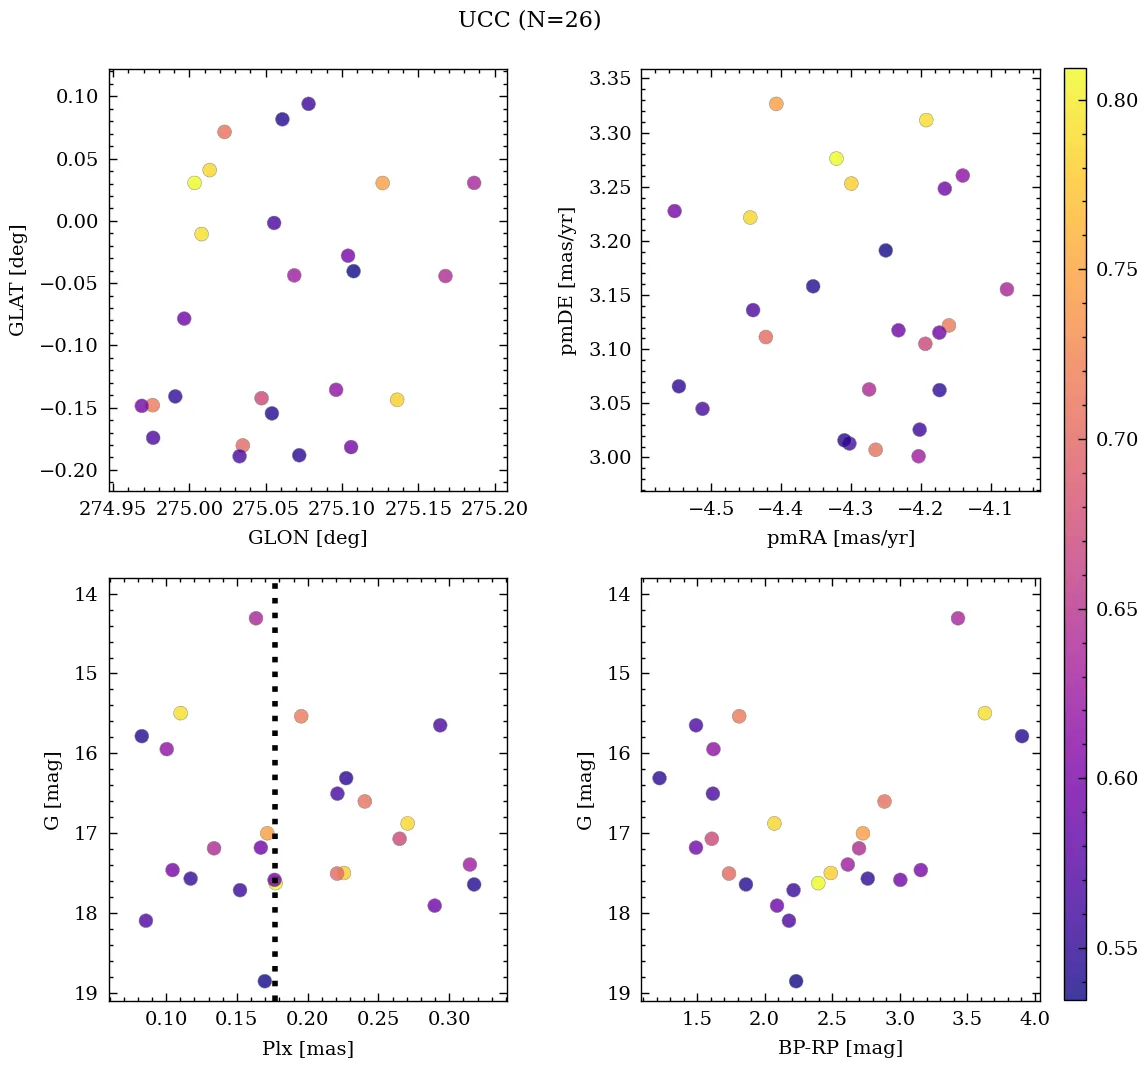 UCC (N=26)
0.10
0.05
0.00
−0.05
−0.10
−0.15
−0.20
GLAT [deg]
274.95 275.00 275.05 275.10 275.15 275.20
GLON [deg]
3.35
3.30
3.25
3.20
3.15
3.10
3.05
3.00
pmDE [mas/yr]
−4.5 −4.4 −4.3 −4.2 −4.1
pmRA [mas/yr]
14
15
16
17
18
19
G [mag]
0.10 0.15 0.20 0.25 0.30
Plx [mas]
14
15
16
17
18
19
G [mag]
1.5 2.0 2.5 3.0 3.5 4.0
BP-RP [mag]
0.80
0.75
0.70
0.65
0.60
0.55